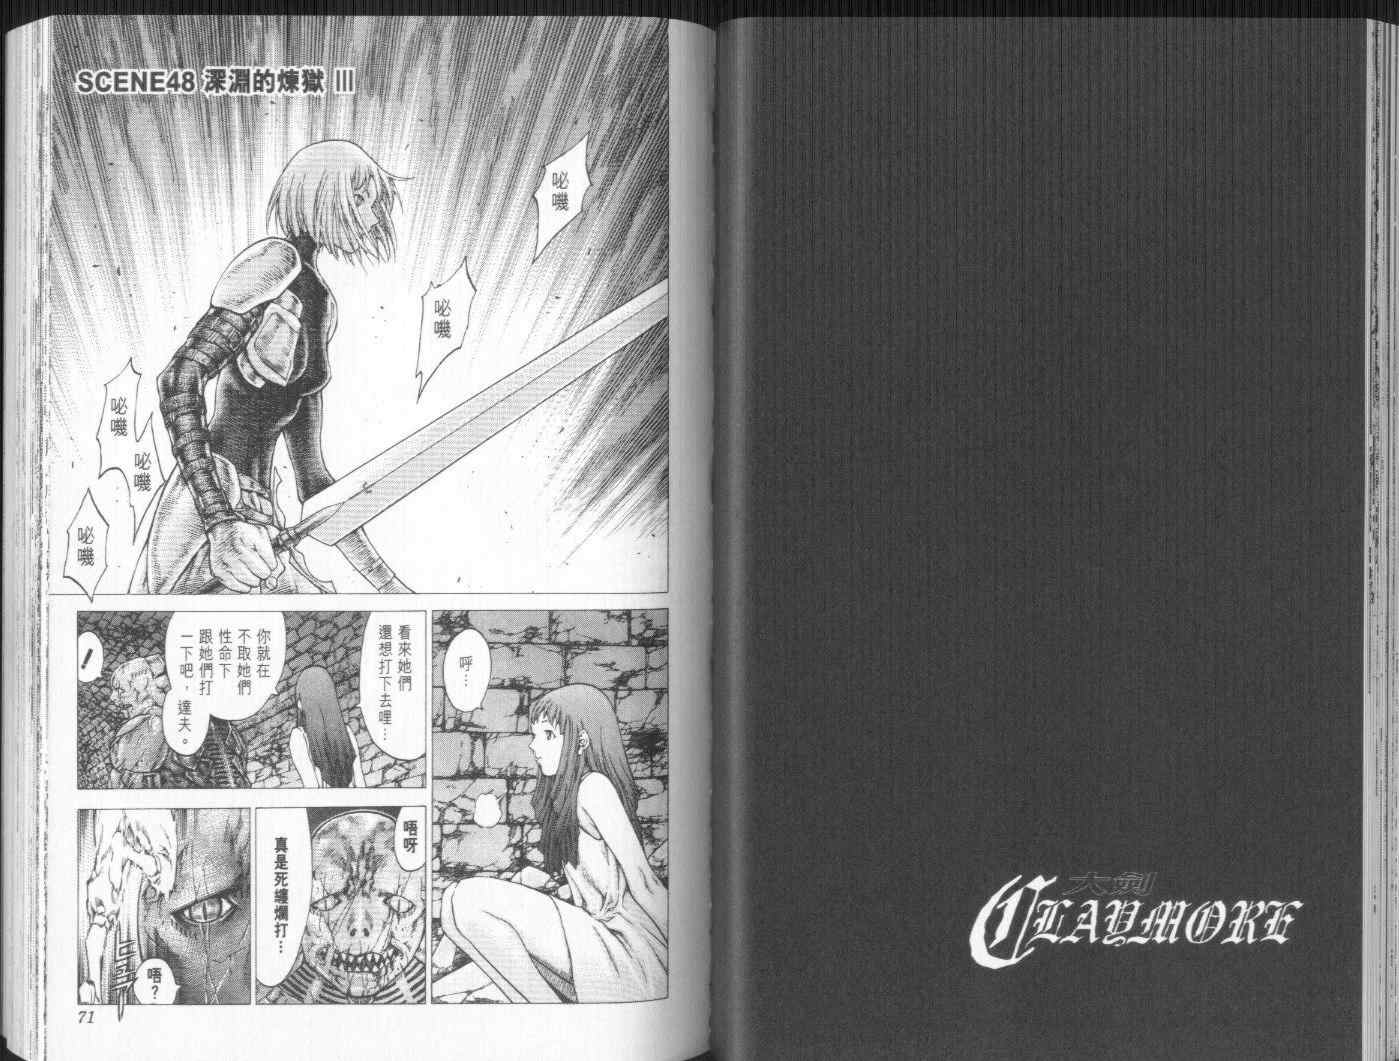 大劍
CLAYMORE
SCENE48 深淵的煉獄 III
咇
嘰
咇
嘰
咇
嘰
咇
嘰
咇
嘰
呼…
看來她們
還想打下去哩…
你就在
不取她們
性命下
跟她們打
一下吧，達夫。
！
唔呀
真是死纏爛打…
唔？
71